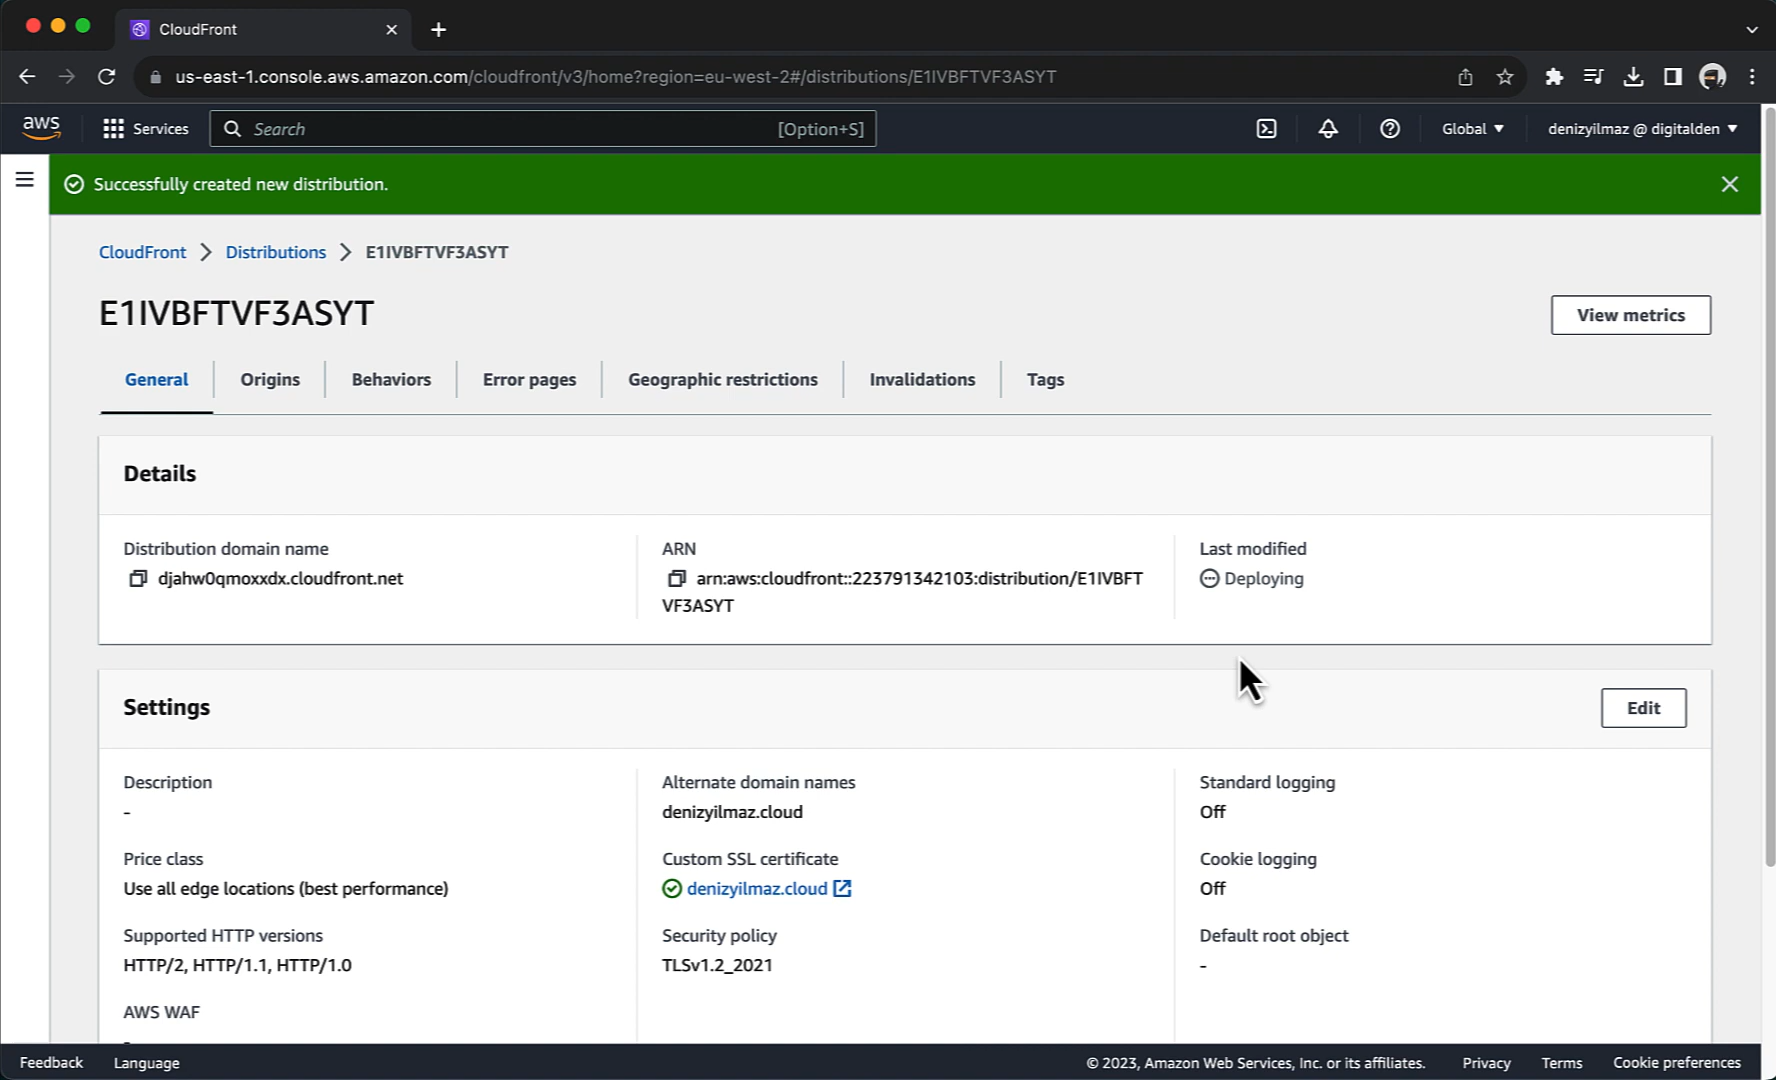 CloudFront
us-east-1.console.aws.amazon.com/cloudfront/v3/home?region=eu-west-2#/distributions/E1IVBFTVF3ASYT
aws Services Search [Option+S] Global denizyilmaz @ digitalden
Successfully created new distribution.
CloudFront Distributions E1IVBFTVF3ASYT
E1IVBFTVF3ASYT
View metrics
General Origins Behaviors Error pages Geographic restrictions Invalidations Tags
Details
Distribution domain name
djahw0qmoxxdx.cloudfront.net
ARN
arn:aws:cloudfront::223791342103:distribution/E1IVBFT
VF3ASYT
Last modified
Deploying
Settings
Edit
Description
-
Alternate domain names
denizyilmaz.cloud
Standard logging
Off
Price class
Use all edge locations (best performance)
Custom SSL certificate
denizyilmaz.cloud
Cookie logging
Off
Supported HTTP versions
HTTP/2, HTTP/1.1, HTTP/1.0
Security policy
TLSv1.2_2021
Default root object
-
AWS WAF
-
Feedback Language © 2023, Amazon Web Services, Inc. or its affiliates. Privacy Terms Cookie preferences